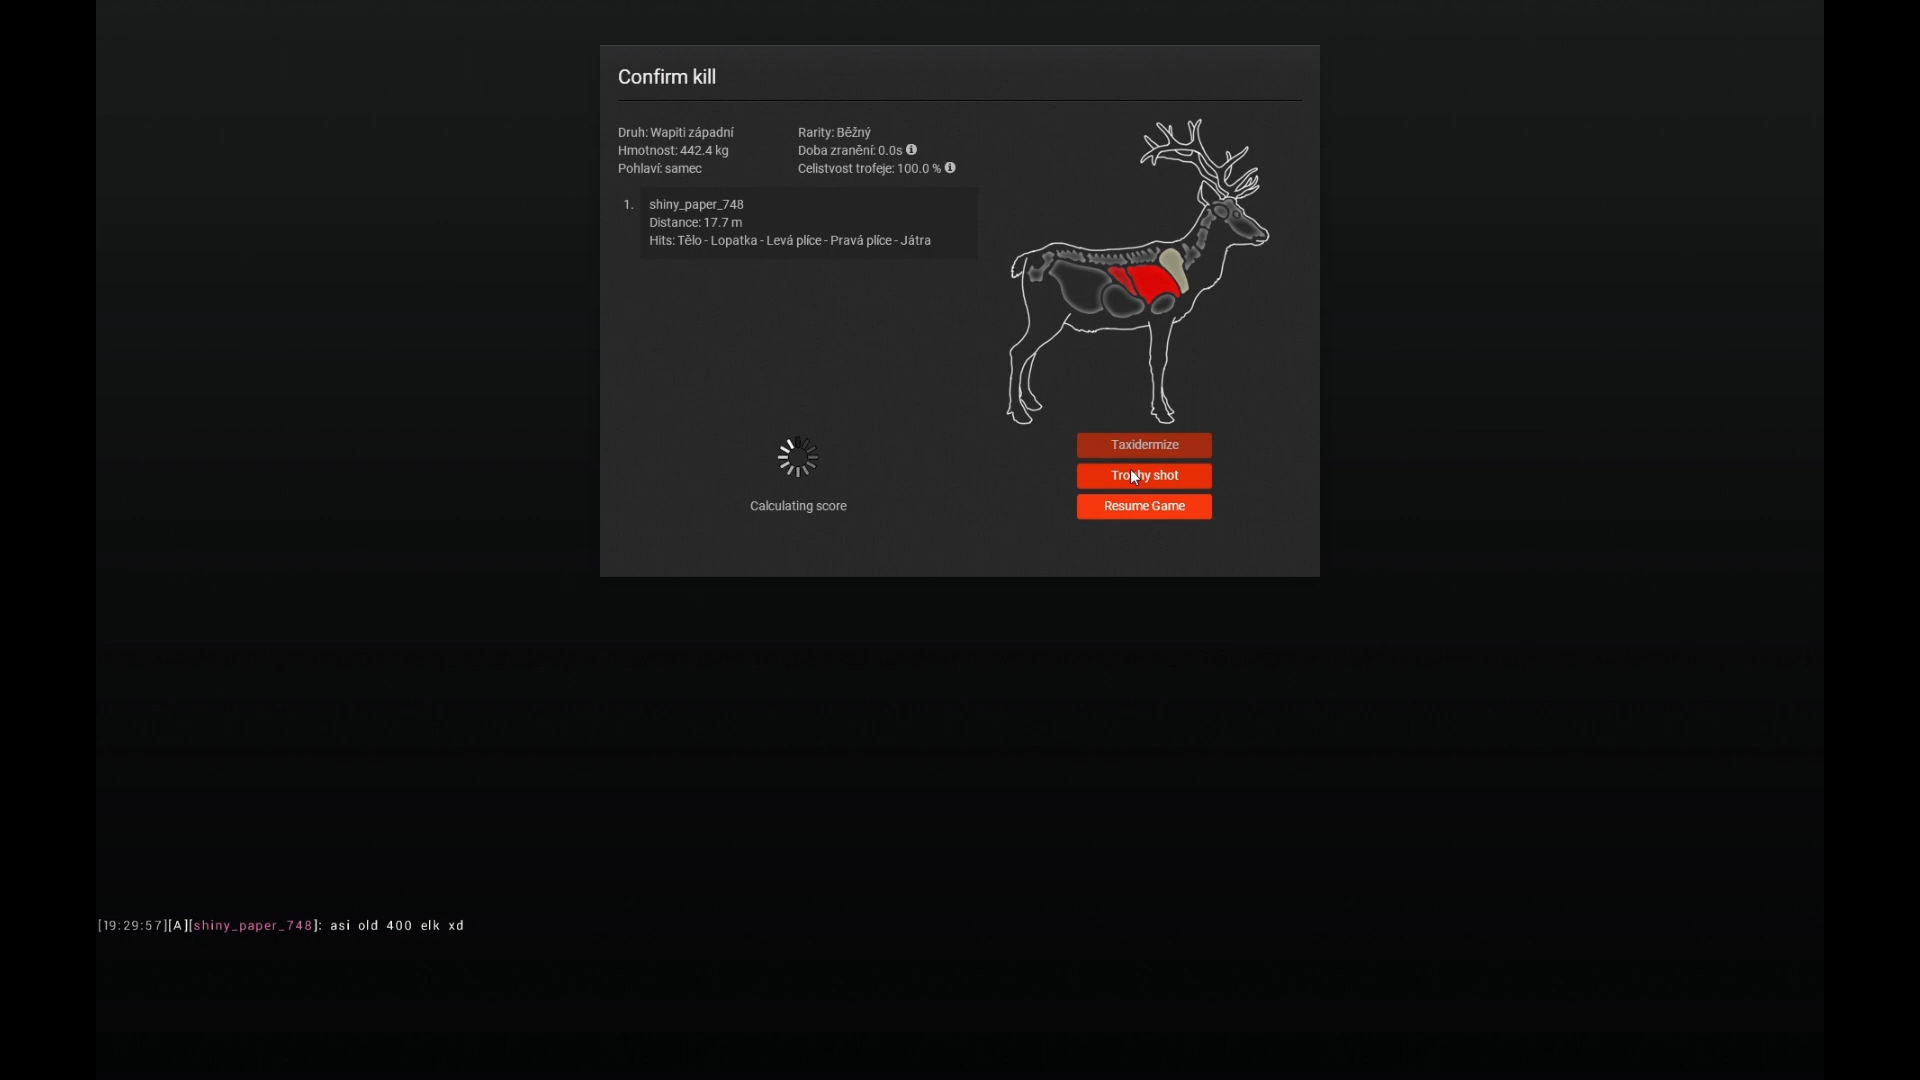 Confirm kill
Druh: Wapiti západní
Hmotnost: 442.4 kg
Pohlaví: samec
Rarity: Běžný
Doba zranění: 0.0s
Celistvost trofeje: 100.0 %
1.
shiny_paper_748
Distance: 17.7 m
Hits: Tělo - Lopatka - Levá plíce - Pravá plíce - Játra
Calculating score
Taxidermize
Trophy shot
Resume Game
[19:29:57][A][shiny_paper_748]: asi old 400 elk xd